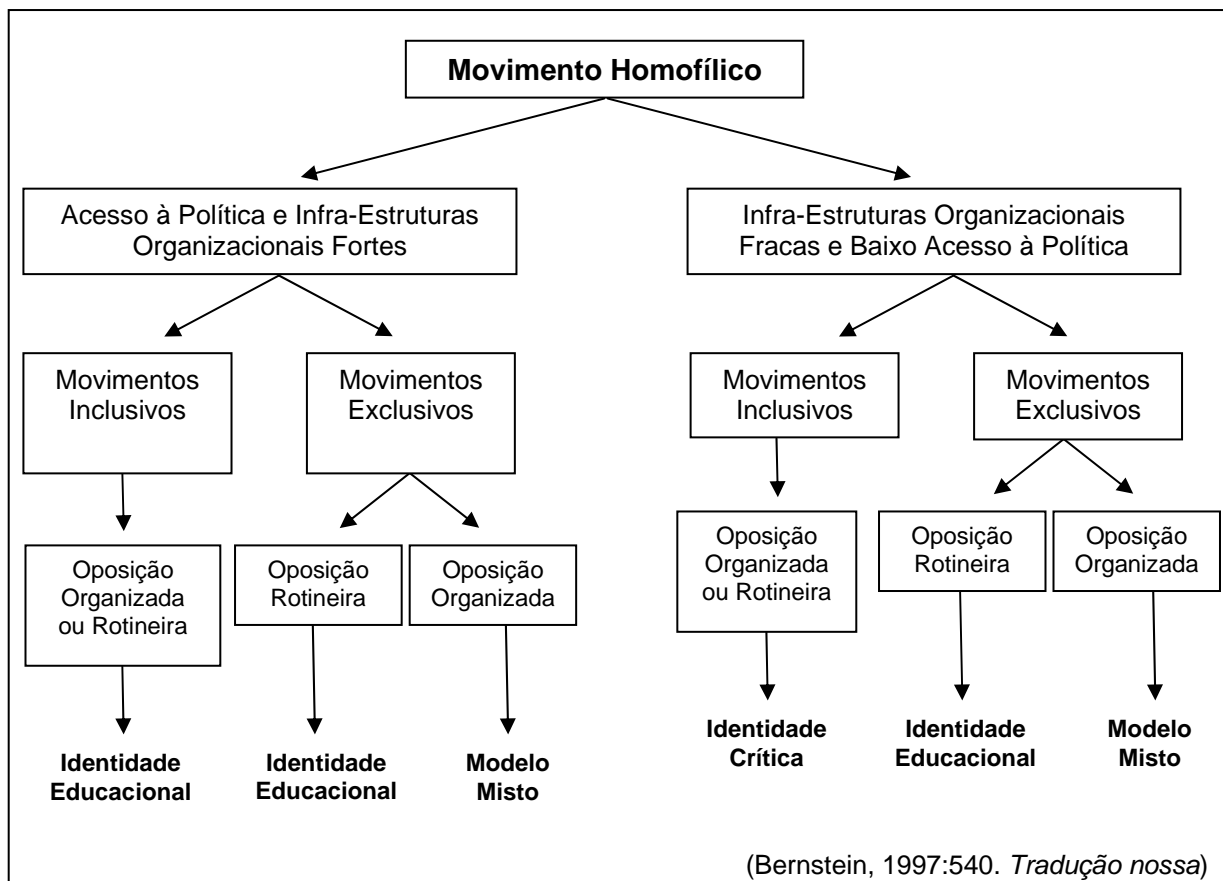 Movimento Homofílico
Acesso à Política e Infra-Estruturas
Organizacionais Fortes
Infra-Estruturas Organizacionais
Fracas e Baixo Acesso à Política
Movimentos
Inclusivos
Movimentos
Exclusivos
Movimentos
Inclusivos
Movimentos
Exclusivos
Oposição
Organizada
ou Rotineira
Oposição
Rotineira
Oposição
Organizada
Oposição
Organizada
ou Rotineira
Oposição
Rotineira
Oposição
Organizada
Identidade
Educacional
Identidade
Educacional
Modelo
Misto
Identidade
Crítica
Identidade
Educacional
Modelo
Misto
(Bernstein, 1997:540. Tradução nossa)